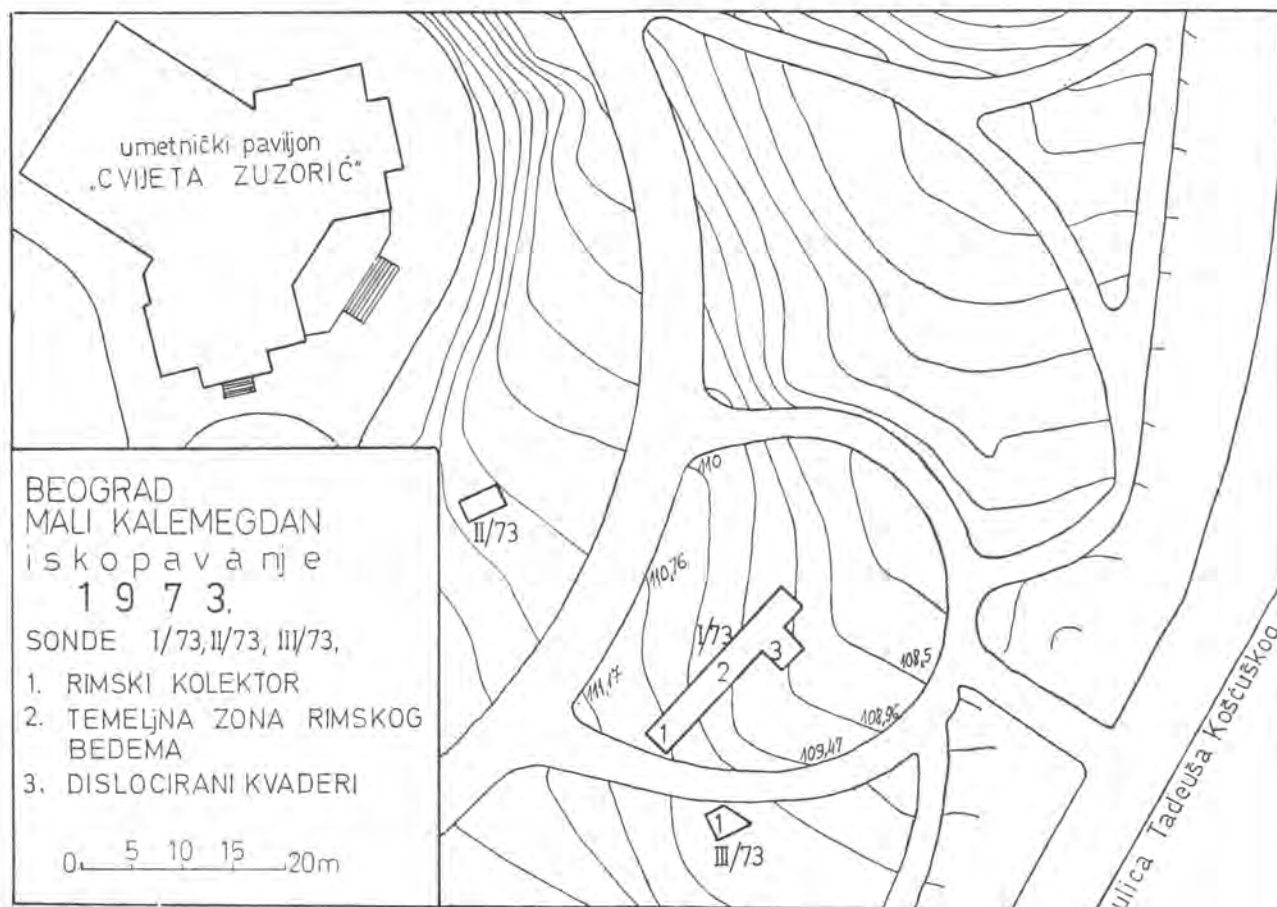 umetnički paviljon
„CVIJETA ZUZORIĆ“
BEOGRAD
MALI KALEMEGDAN
iskopavanje
1973.
SONDE I/73, II/73, III/73.
1. RIMSKI KOLEKTOR
2. TEMELjNA ZONA RIMSKOG
BEDEMA
3. DISLOCIRANI KVADERI
0 5 10 15 20m
II/73
110
110,76
111,17
I/73
1
2
3
108,5
108,96
109,47
1
III/73
ulica Tadeuša Košćuškog